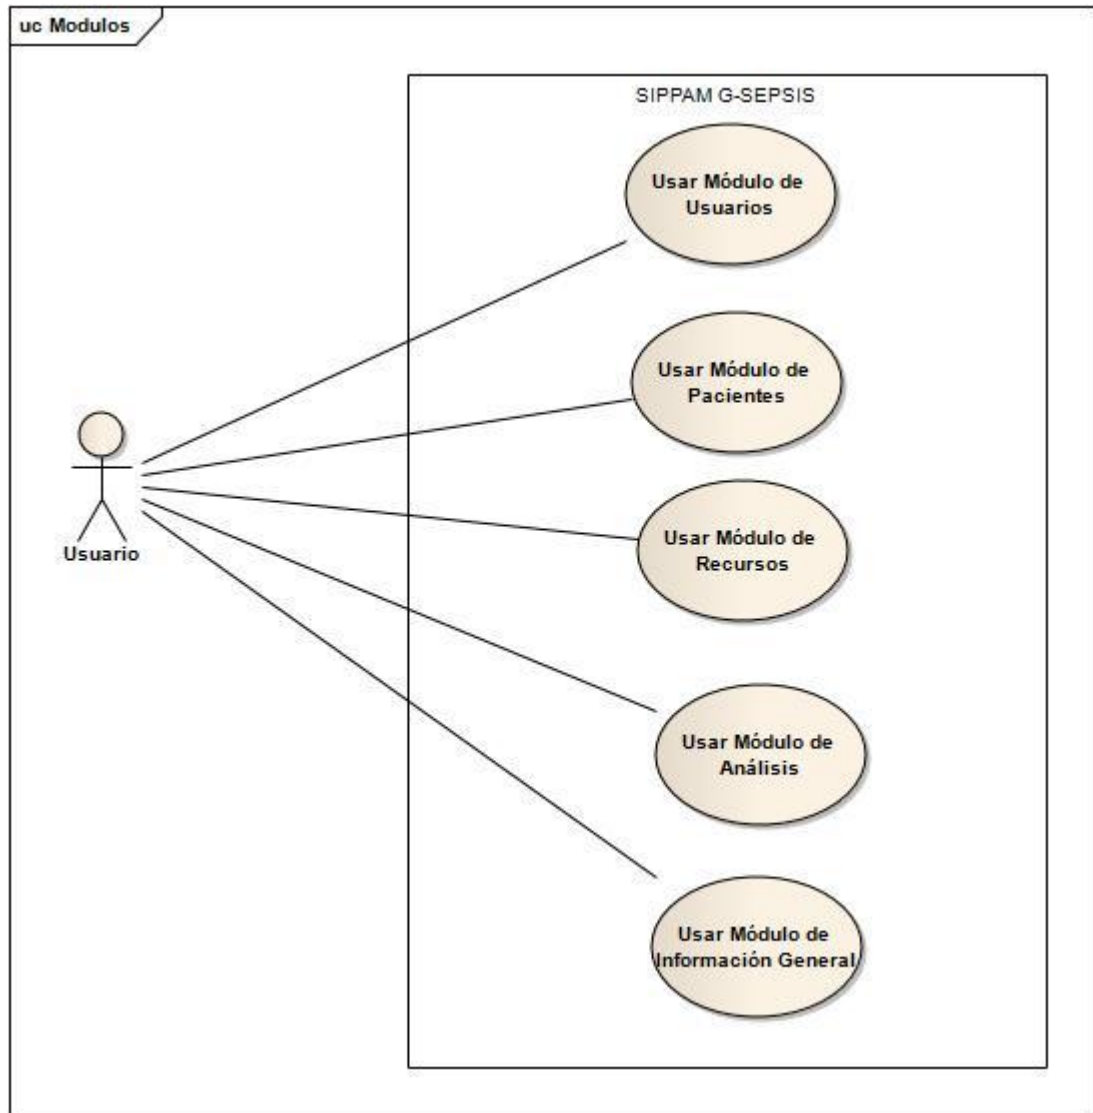 uc Modulos
SIPPAM G-SEPSIS
Usar Módulo de
Usuarios
Usar Módulo de
Pacientes
Usuario
Usar Módulo de
Recursos
Usar Módulo de
Análisis
Usar Módulo de
Información General